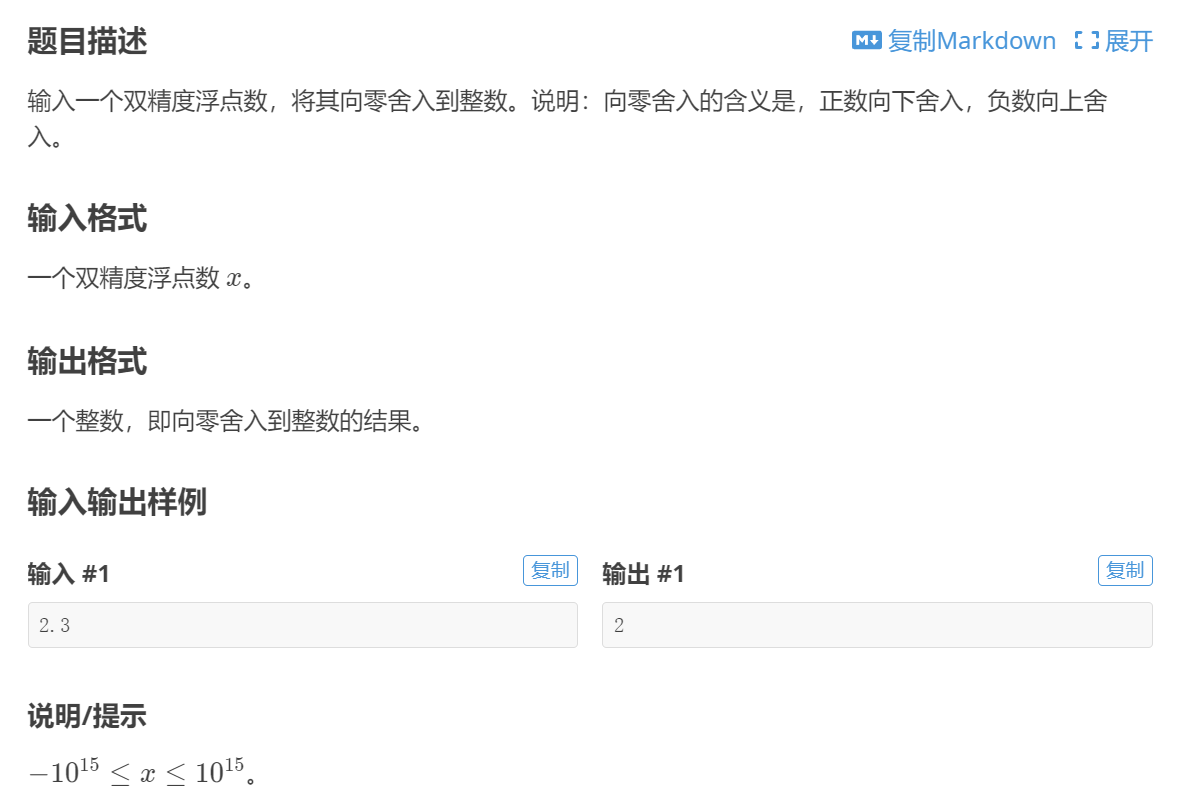 题目描述
复制Markdown 展开
输入一个双精度浮点数，将其向零舍入到整数。说明：向零舍入的含义是，正数向下舍入，负数向上舍
入。
输入格式
一个双精度浮点数 x。
输出格式
一个整数，即向零舍入到整数的结果。
输入输出样例
输入 #1 复制
2.3
输出 #1 复制
2
说明/提示
−10^15 ≤ x ≤ 10^15。